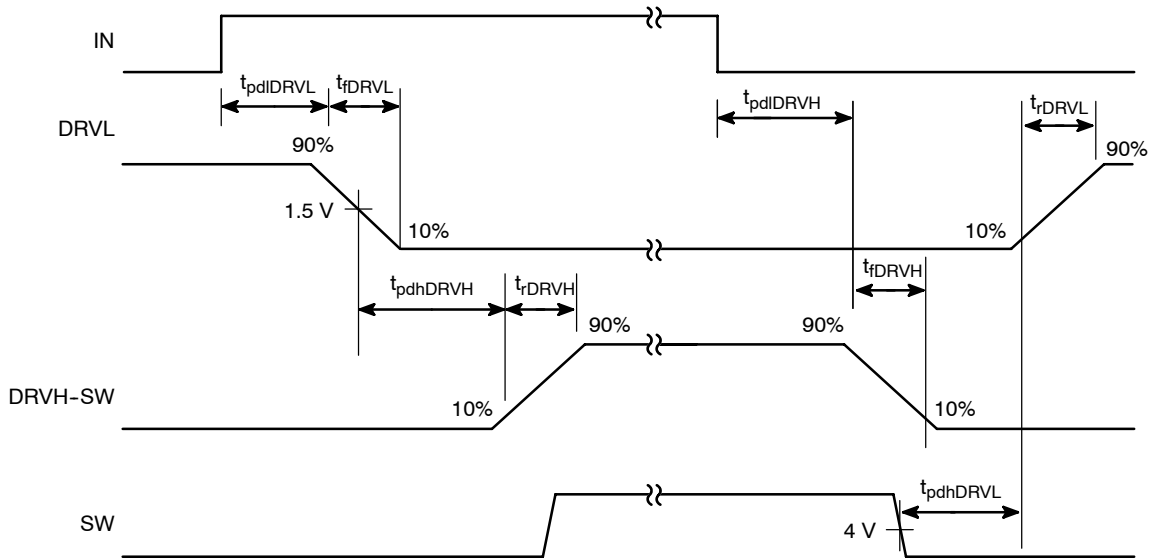 IN
tpdlDRVL
tfDRVL
tpdlDRVH
trDRVL
DRVL
90%
90%
1.5 V
10%
10%
tpdhDRVH
trDRVH
tfDRVH
90%
90%
DRVH-SW
10%
10%
SW
4 V
tpdhDRVL